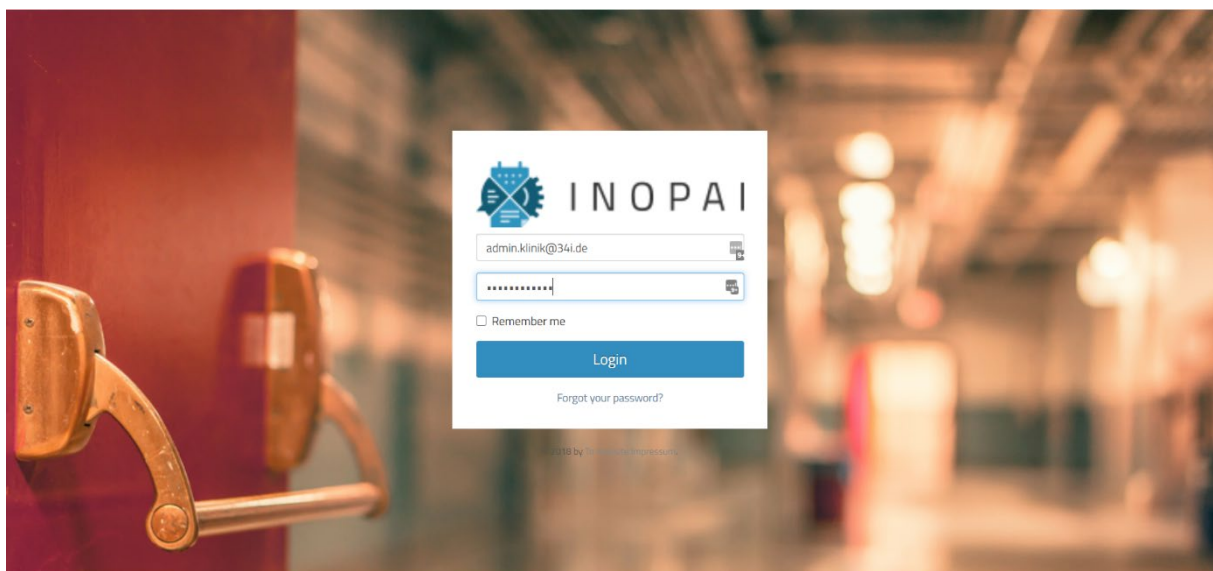 INOPAI
admin.klinik@34i.de
••••••••••••
Remember me
Login
Forgot your password?